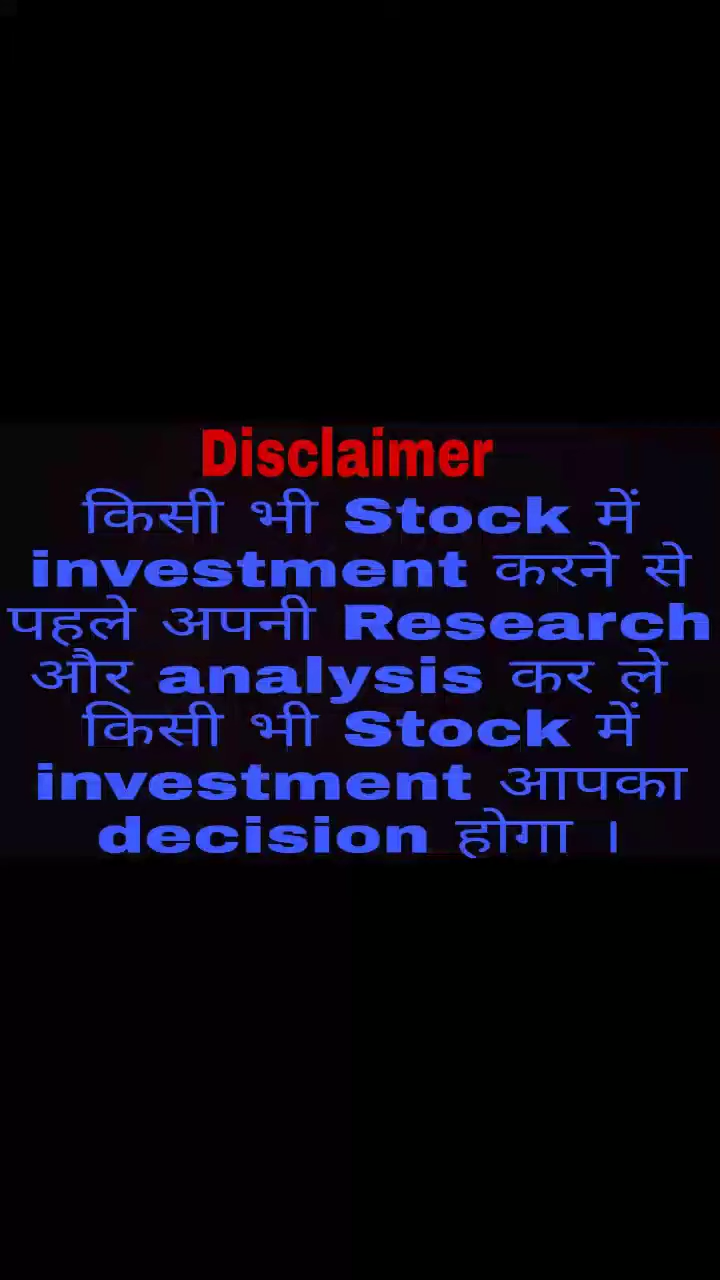 Disclaimer
किसी भी Stock में
investment करने से
पहले अपनी Research
और analysis कर ले
किसी भी Stock में
investment आपका
decision होगा ।